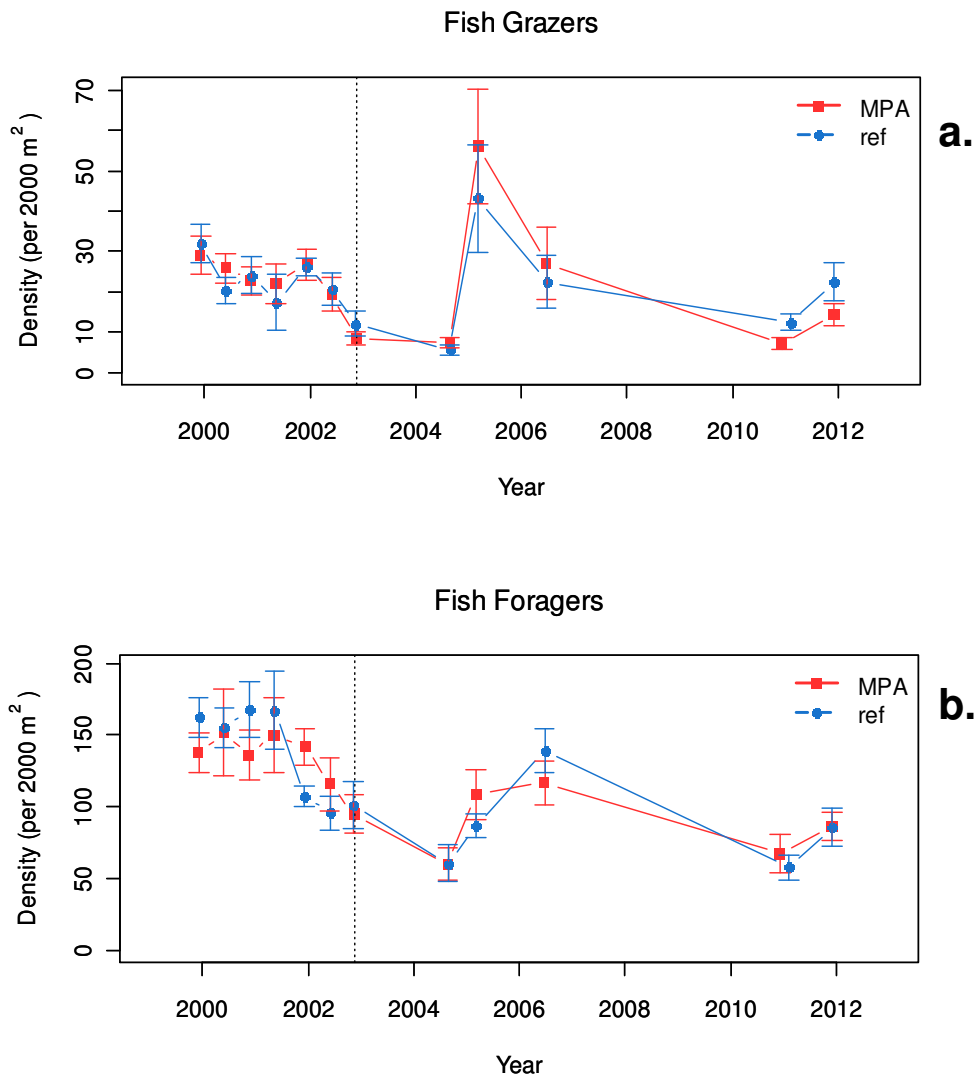 Fish Grazers
MPA
ref
a.
Density (per 2000 m²)
70
50
30
10
0
2000 2002 2004 2006 2008 2010 2012
Year
Fish Foragers
MPA
ref
b.
Density (per 2000 m²)
200
150
100
50
0
2000 2002 2004 2006 2008 2010 2012
Year